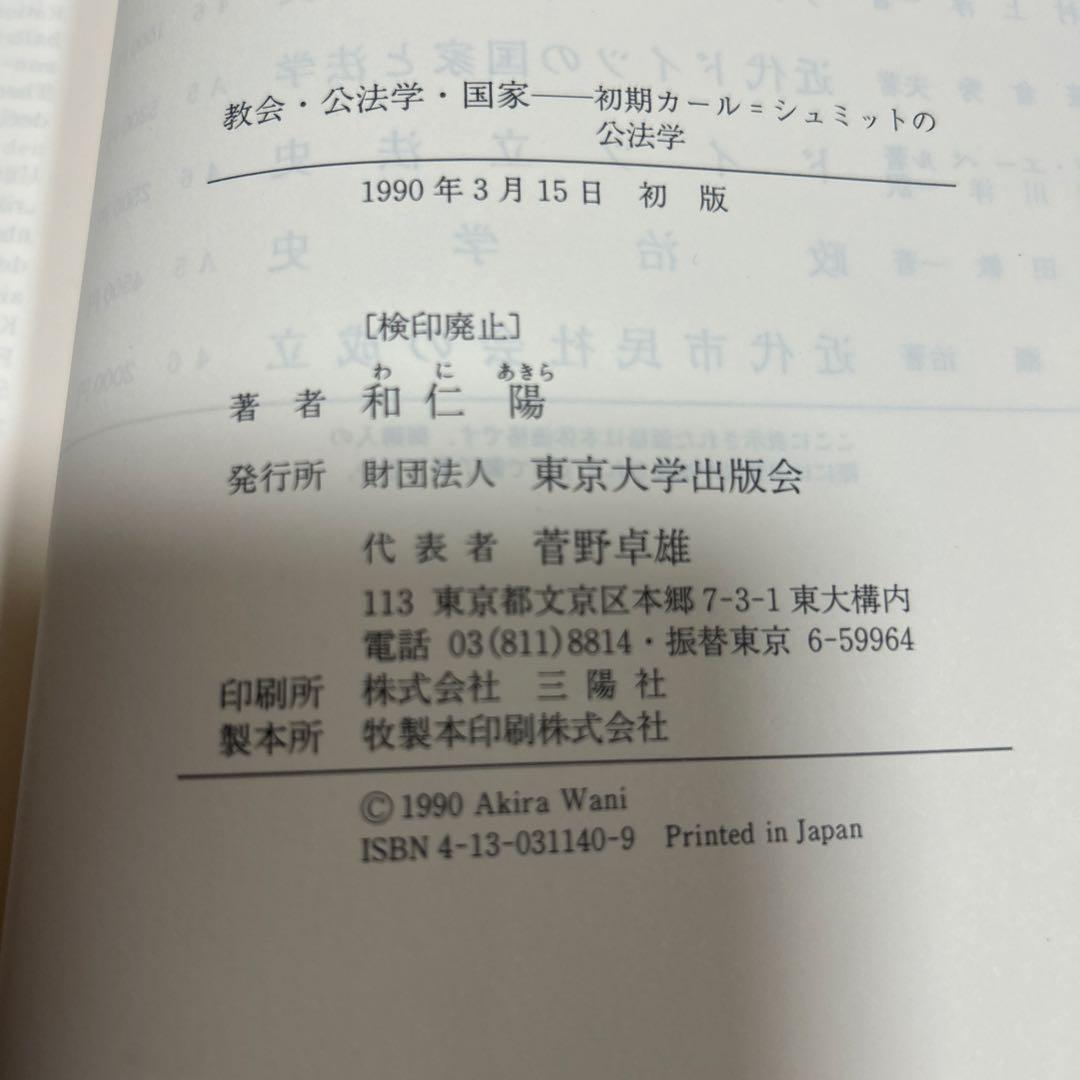 教会・公法学・国家──初期カール＝シュミットの
公法学
1990年3月15日 初 版
[検印廃止]
わ に あきら
著 者 和 仁 陽
発行所 財団法人 東京大学出版会
代 表 者 菅野卓雄
113 東京都文京区本郷7-3-1東大構内
電話 03(811)8814・振替東京 6-59964
印刷所 株式会社 三 陽 社
製本所 牧製本印刷株式会社
© 1990 Akira Wani
ISBN 4-13-031140-9 Printed in Japan